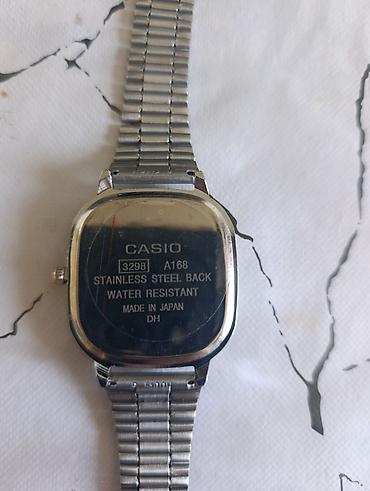 CASIO
3298 A168
STAINLESS STEEL BACK
WATER RESISTANT
MADE IN JAPAN
DH